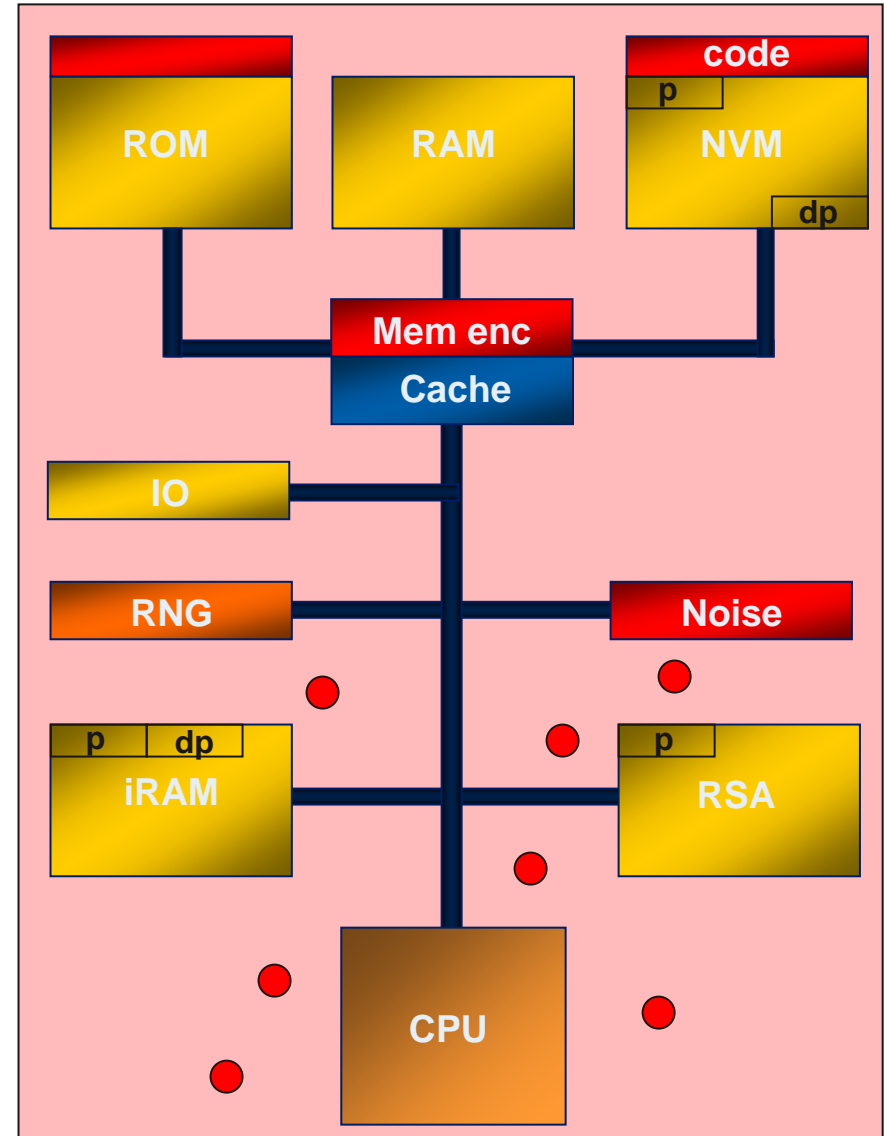 code
p
ROM
RAM
NVM
dp
Mem enc
Cache
IO
RNG
Noise
p
dp
p
iRAM
RSA
CPU